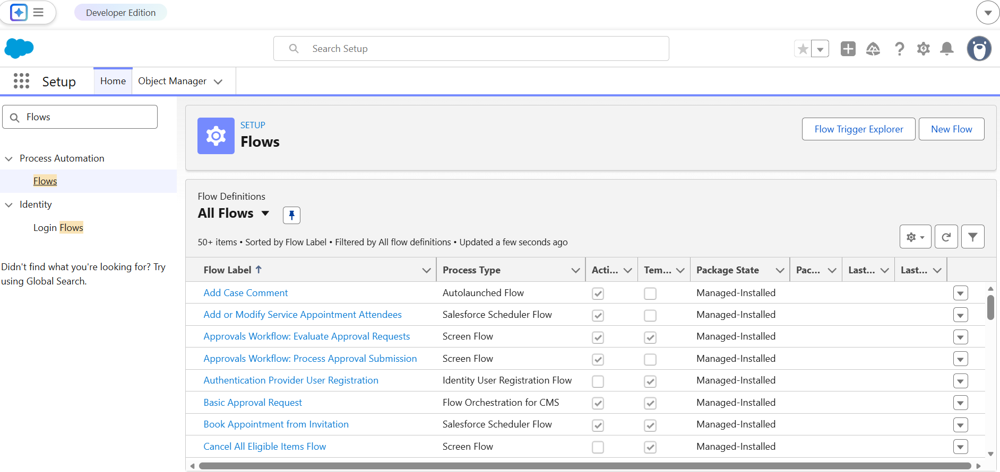 Developer Edition
Search Setup
Setup
Home
Object Manager
Flows
Process Automation
Flows
Identity
Login Flows
Didn't find what you're looking for? Try
using Global Search.
SETUP
Flows
Flow Trigger Explorer
New Flow
Flow Definitions
All Flows
50+ items • Sorted by Flow Label • Filtered by All flow definitions • Updated a few seconds ago
Flow Label Process Type Acti... Tem... Package State Pac... Last... Last...
Add Case Comment Autolaunched Flow Managed-Installed
Add or Modify Service Appointment Attendees Salesforce Scheduler Flow Managed-Installed
Approvals Workflow: Evaluate Approval Requests Screen Flow Managed-Installed
Approvals Workflow: Process Approval Submission Screen Flow Managed-Installed
Authentication Provider User Registration Identity User Registration Flow Managed-Installed
Basic Approval Request Flow Orchestration for CMS Managed-Installed
Book Appointment from Invitation Salesforce Scheduler Flow Managed-Installed
Cancel All Eligible Items Flow Screen Flow Managed-Installed